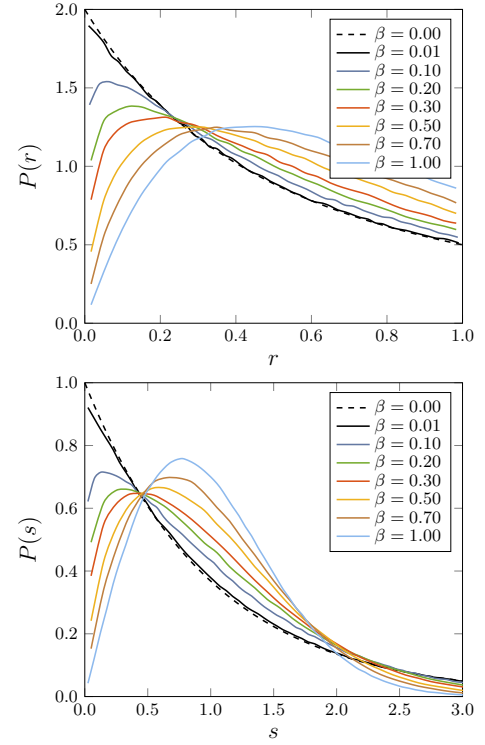 2.0
1.5
1.0
0.5
0.0
P(r)
β = 0.00
β = 0.01
β = 0.10
β = 0.20
β = 0.30
β = 0.50
β = 0.70
β = 1.00
0.0 0.2 0.4 0.6 0.8 1.0
r
1.0
0.8
0.6
0.4
0.2
0.0
P(s)
β = 0.00
β = 0.01
β = 0.10
β = 0.20
β = 0.30
β = 0.50
β = 0.70
β = 1.00
0.0 0.5 1.0 1.5 2.0 2.5 3.0
s